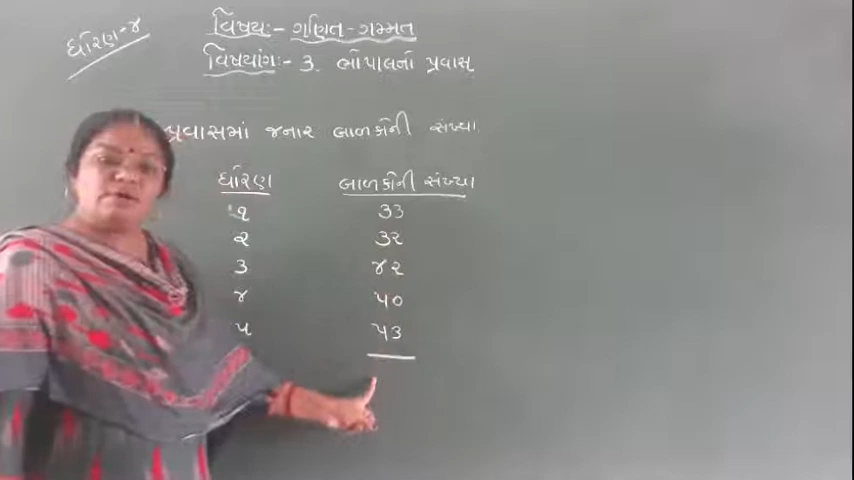 ધોરણ-૪
વિષય:- ગણિત-ગમ્મત
વિષયાંગ:- 3. ભોપાલનો પ્રવાસ
પ્રવાસમાં જનાર બાળકોની સંખ્યા
ધોરણ બાળકોની સંખ્યા
૧ ૩૩
૨ ૩૨
૩ ૪૨
૪ ૫૦
૫ ૫૩